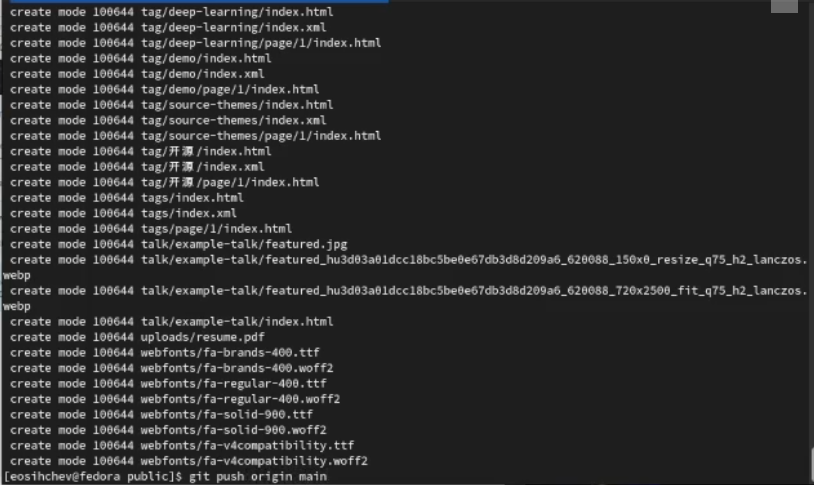 create mode 100644 tag/deep-learning/index.html
create mode 100644 tag/deep-learning/index.xml
create mode 100644 tag/deep-learning/page/1/index.html
create mode 100644 tag/demo/index.html
create mode 100644 tag/demo/index.xml
create mode 100644 tag/demo/page/1/index.html
create mode 100644 tag/source-themes/index.html
create mode 100644 tag/source-themes/index.xml
create mode 100644 tag/source-themes/page/1/index.html
create mode 100644 tag/开源/index.html
create mode 100644 tag/开源/index.xml
create mode 100644 tag/开源/page/1/index.html
create mode 100644 tags/index.html
create mode 100644 tags/index.xml
create mode 100644 tags/page/1/index.html
create mode 100644 talk/example-talk/featured.jpg
create mode 100644 talk/example-talk/featured_hu3d03a01dcc18bc5be0e67db3d8d209a6_620088_150x0_resize_q75_h2_lanczos.
webp
create mode 100644 talk/example-talk/featured_hu3d03a01dcc18bc5be0e67db3d8d209a6_620088_720x2500_fit_q75_h2_lanczos.
webp
create mode 100644 talk/example-talk/index.html
create mode 100644 uploads/resume.pdf
create mode 100644 webfonts/fa-brands-400.ttf
create mode 100644 webfonts/fa-brands-400.woff2
create mode 100644 webfonts/fa-regular-400.ttf
create mode 100644 webfonts/fa-regular-400.woff2
create mode 100644 webfonts/fa-solid-900.ttf
create mode 100644 webfonts/fa-solid-900.woff2
create mode 100644 webfonts/fa-v4compatibility.ttf
create mode 100644 webfonts/fa-v4compatibility.woff2
[eosihchev@fedora public]$ git push origin main